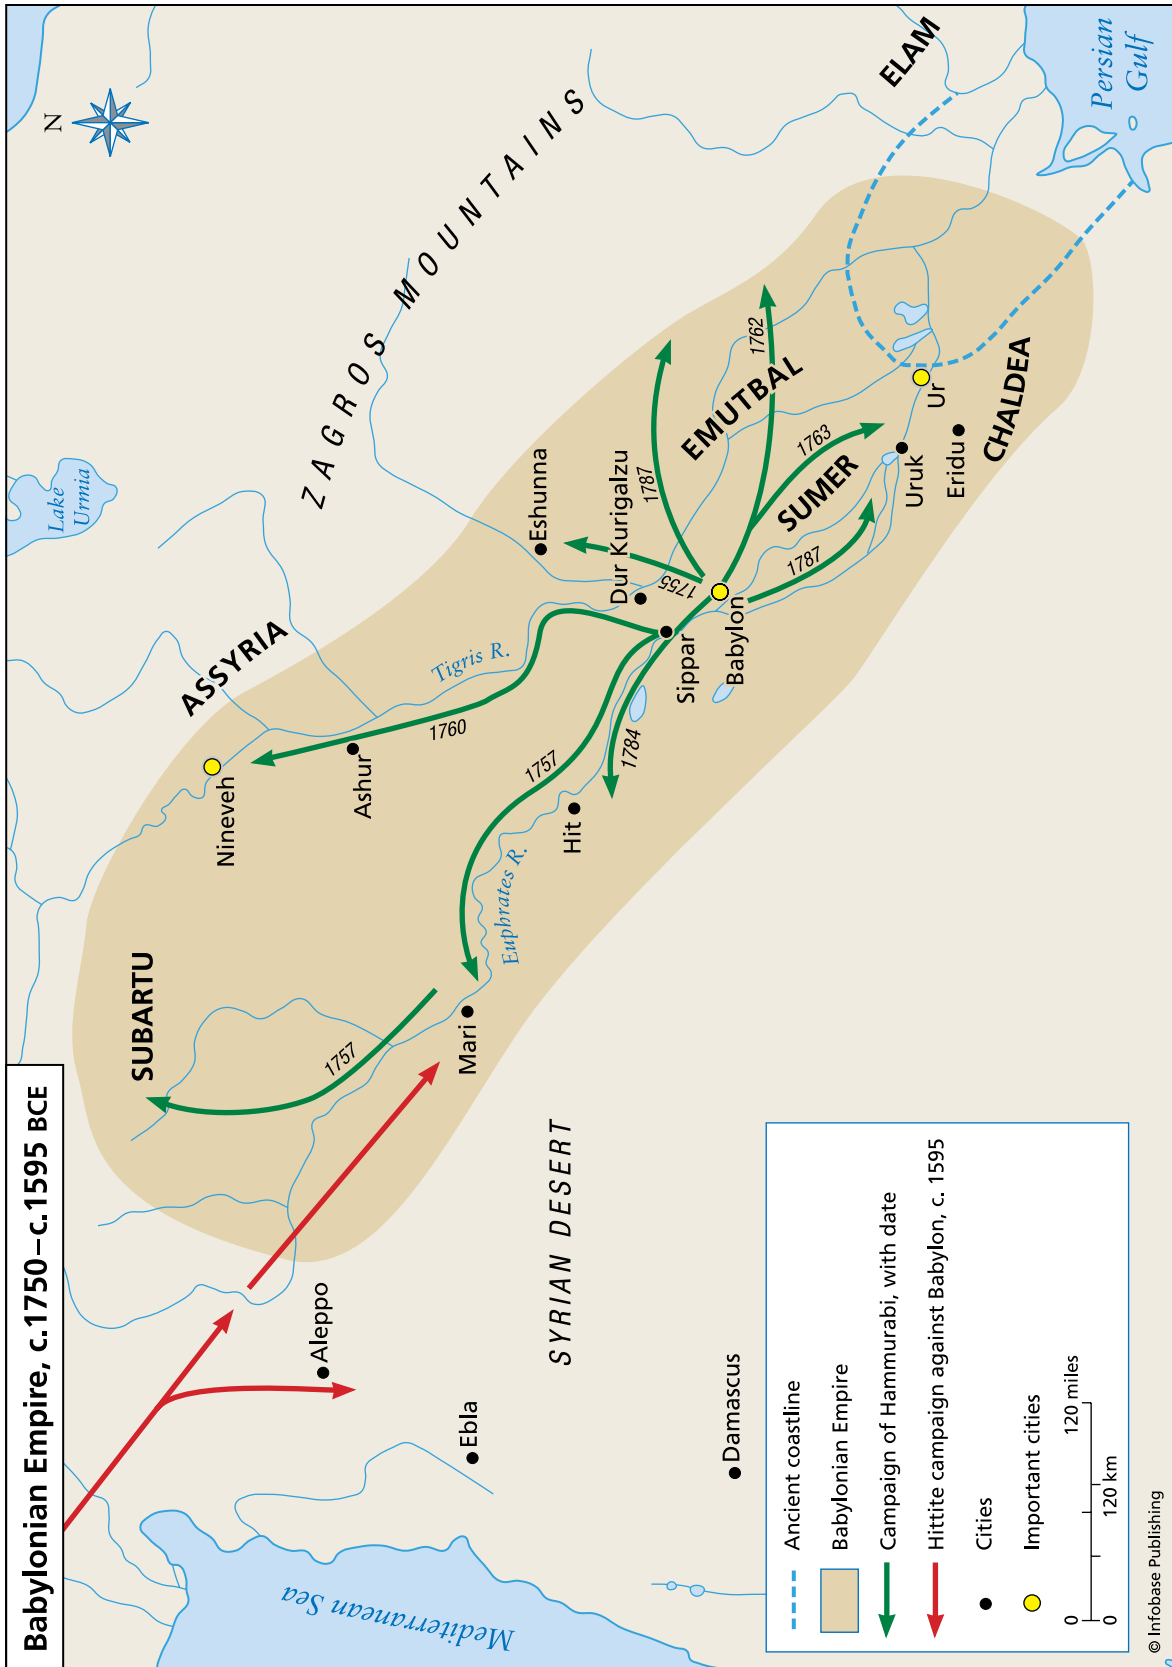 Babylonian Empire, c.1750–c.1595 BCE
N
Lake
Urmia
ZAGROS MOUNTAINS
ASSYRIA
SUBARTU
Nineveh
Ashur
Tigris R.
1760
1757
1757
Eshunna
Dur Kurigalzu
1755
1787
EMUTBAL
1762
1763
SUMER
1787
ELAM
Persian
Gulf
Mari
Euphrates R.
Hit
1784
Sippar
Babylon
Uruk
Ur
Eridu
CHALDEA
Aleppo
Ebla
SYRIAN DESERT
Damascus
Mediterranean Sea
Ancient coastline
Babylonian Empire
Campaign of Hammurabi, with date
Hittite campaign against Babylon, c. 1595
Cities
Important cities
0 120 miles
0 120 km
© Infobase Publishing